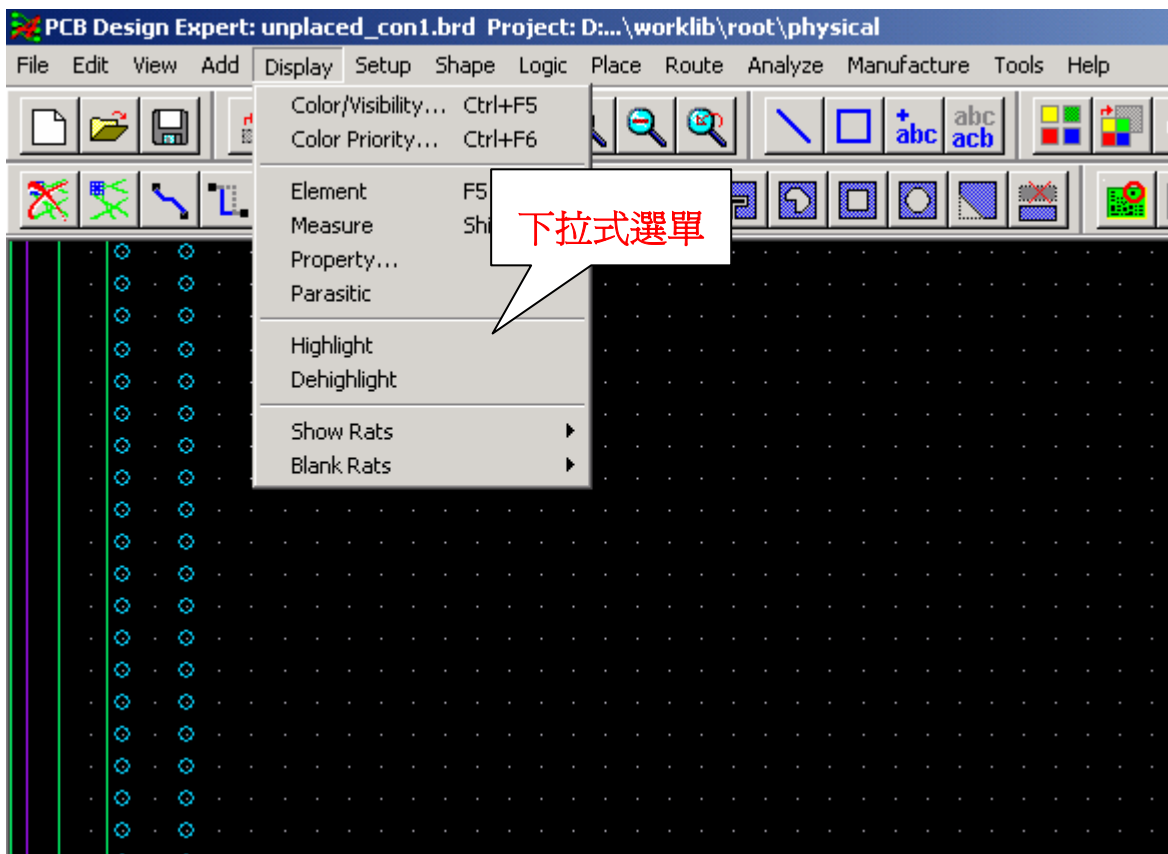 PCB Design Expert: unplaced_con1.brd Project: D:...\worklib\root\physical
File Edit View Add Display Setup Shape Logic Place Route Analyze Manufacture Tools Help
Color/Visibility... Ctrl+F5
Color Priority... Ctrl+F6
abc abc
acb
Element F5
Measure
Property...
Parasitic
下拉式選單
Highlight
Dehighlight
Show Rats
Blank Rats